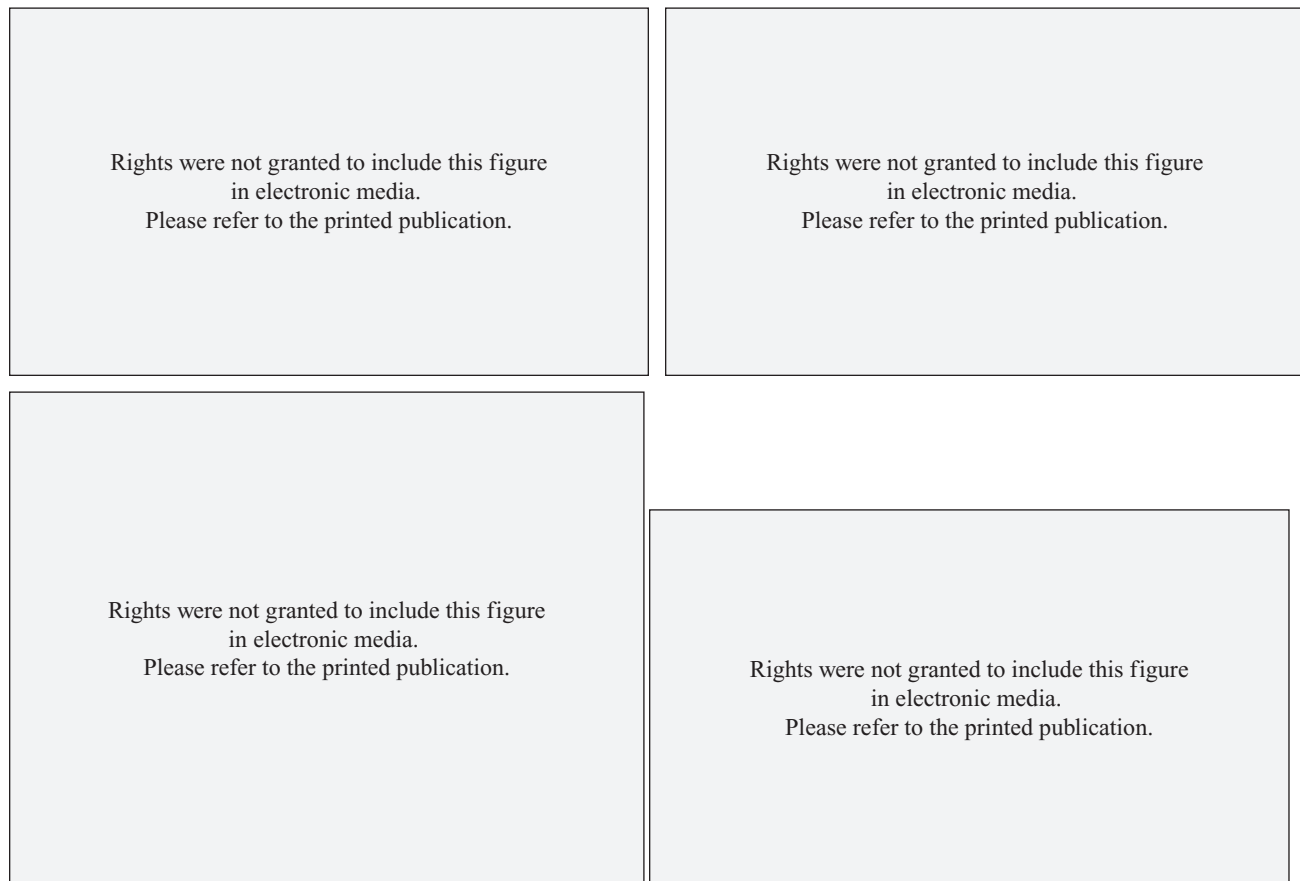 Rights were not granted to include this figure
in electronic media.
Please refer to the printed publication.
Rights were not granted to include this figure
in electronic media.
Please refer to the printed publication.
Rights were not granted to include this figure
in electronic media.
Please refer to the printed publication.
Rights were not granted to include this figure
in electronic media.
Please refer to the printed publication.